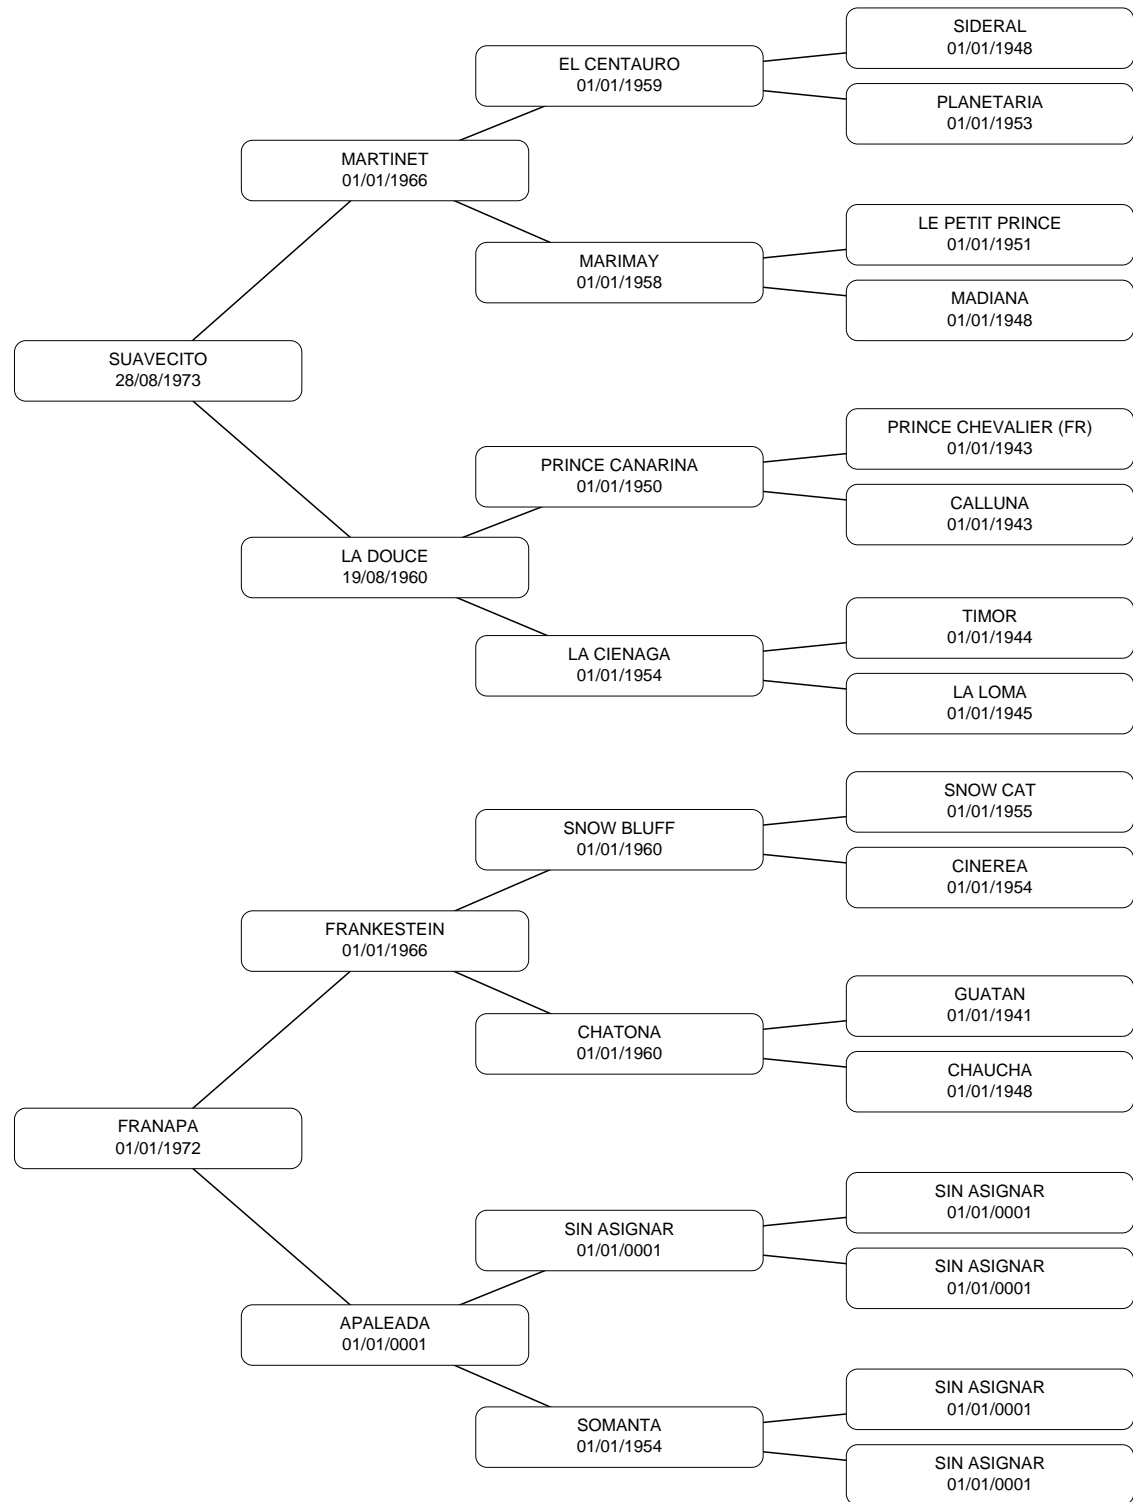 SIDERAL
01/01/1948
EL CENTAURO
01/01/1959
PLANETARIA
01/01/1953
MARTINET
01/01/1966
LE PETIT PRINCE
01/01/1951
MARIMAY
01/01/1958
MADIANA
01/01/1948
SUAVECITO
28/08/1973
PRINCE CHEVALIER (FR)
01/01/1943
PRINCE CANARINA
01/01/1950
CALLUNA
01/01/1943
LA DOUCE
19/08/1960
TIMOR
01/01/1944
LA CIENAGA
01/01/1954
LA LOMA
01/01/1945
SNOW CAT
01/01/1955
SNOW BLUFF
01/01/1960
CINEREA
01/01/1954
FRANKESTEIN
01/01/1966
GUATAN
01/01/1941
CHATONA
01/01/1960
CHAUCHA
01/01/1948
FRANAPA
01/01/1972
SIN ASIGNAR
01/01/0001
SIN ASIGNAR
01/01/0001
SIN ASIGNAR
01/01/0001
APALEADA
01/01/0001
SIN ASIGNAR
01/01/0001
SOMANTA
01/01/1954
SIN ASIGNAR
01/01/0001